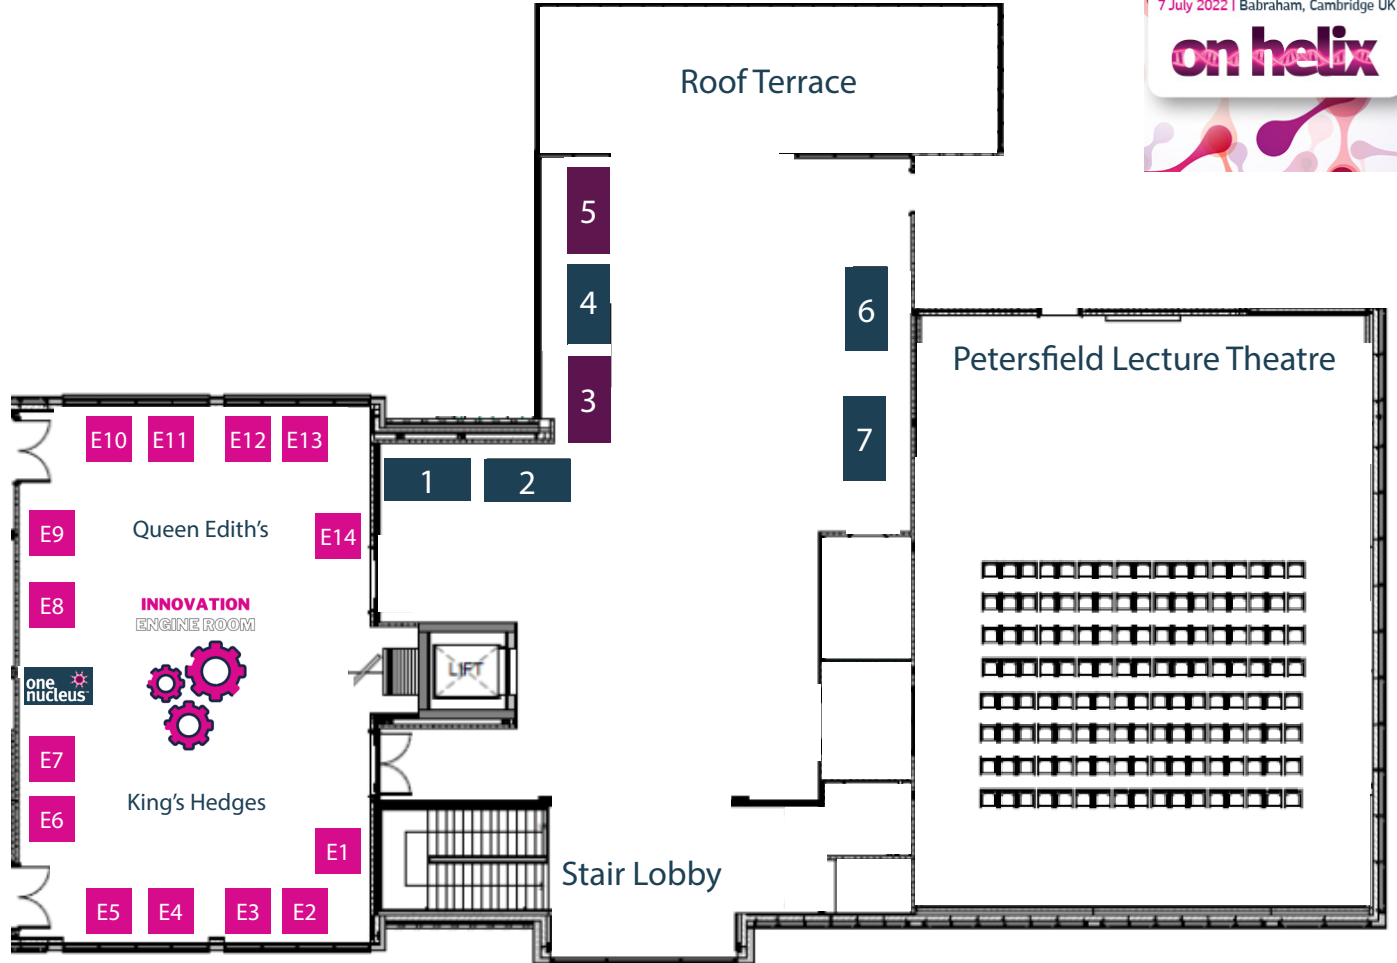 7 July 2022 | Babraham, Cambridge UK
on helix
Roof Terrace
5
4
6
3
7
Petersfield Lecture Theatre
E10 E11 E12 E13
1 2
E9
Queen Edith's
E14
E8
INNOVATION
ENGINE ROOM
LIFT
one
nucleus
E7
King's Hedges
E6
E1
Stair Lobby
E5 E4 E3 E2